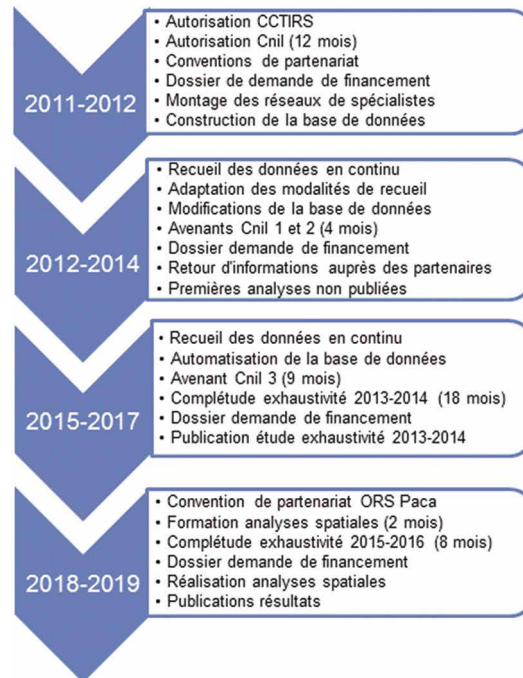 2011-2012
• Autorisation CCTIRS
• Autorisation Cnil (12 mois)
• Conventions de partenariat
• Dossier de demande de financement
• Montage des réseaux de spécialistes
• Construction de la base de données
2012-2014
• Recueil des données en continu
• Adaptation des modalités de recueil
• Modifications de la base de données
• Avenants Cnil 1 et 2 (4 mois)
• Dossier demande de financement
• Retour d'informations auprès des partenaires
• Premières analyses non publiées
2015-2017
• Recueil des données en continu
• Automatisation de la base de données
• Avenant Cnil 3 (9 mois)
• Complétude exhaustivité 2013-2014 (18 mois)
• Dossier demande de financement
• Publication étude exhaustivité 2013-2014
2018-2019
• Convention de partenariat ORS Paca
• Formation analyses spatiales (2 mois)
• Complétude exhaustivité 2015-2016 (8 mois)
• Dossier demande de financement
• Réalisation analyses spatiales
• Publications résultats